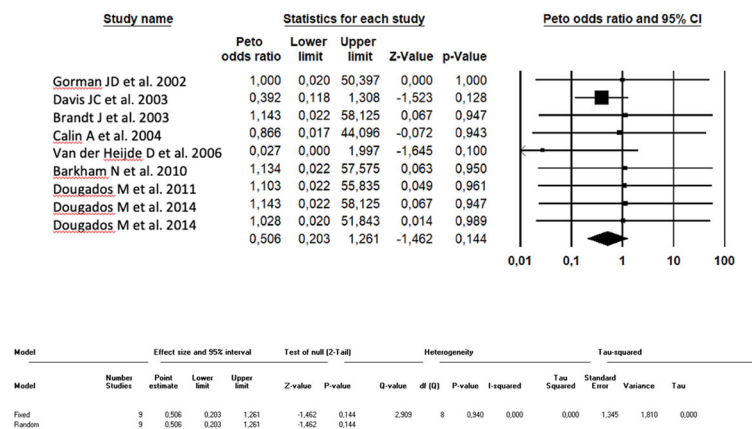 Study name Statistics for each study Peto odds ratio and 95% CI
Peto Lower Upper
odds ratio limit limit Z-Value p-Value
Gorman JD et al. 2002 1,000 0,020 50,397 0,000 1,000
Davis JC et al. 2003 0,392 0,118 1,308 -1,523 0,128
Brandt J et al. 2003 1,143 0,022 58,125 0,067 0,947
Calin A et al. 2004 0,866 0,017 44,096 -0,072 0,943
Van der Heijde D et al. 2006 0,027 0,000 1,997 -1,645 0,100
Barkham N et al. 2010 1,134 0,022 57,575 0,063 0,950
Dougados M et al. 2011 1,103 0,022 55,835 0,049 0,961
Dougados M et al. 2014 1,143 0,022 58,125 0,067 0,947
Dougados M et al. 2014 1,028 0,020 51,843 0,014 0,989
0,506 0,203 1,261 -1,462 0,144
0,01 0,1 1 10 100
Model Effect size and 95% interval Test of null (2-Tail) Heterogeneity Tau-squared
Number Point Lower Upper Tau Standard
Model Studies estimate limit limit Z-value P-value Q-value df (Q) P-value I-squared Squared Error Variance Tau
Fixed 9 0,506 0,203 1,261 -1,462 0,144 2,909 8 0,940 0,000 0,000 1,345 1,810 0,000
Random 9 0,506 0,203 1,261 -1,462 0,144